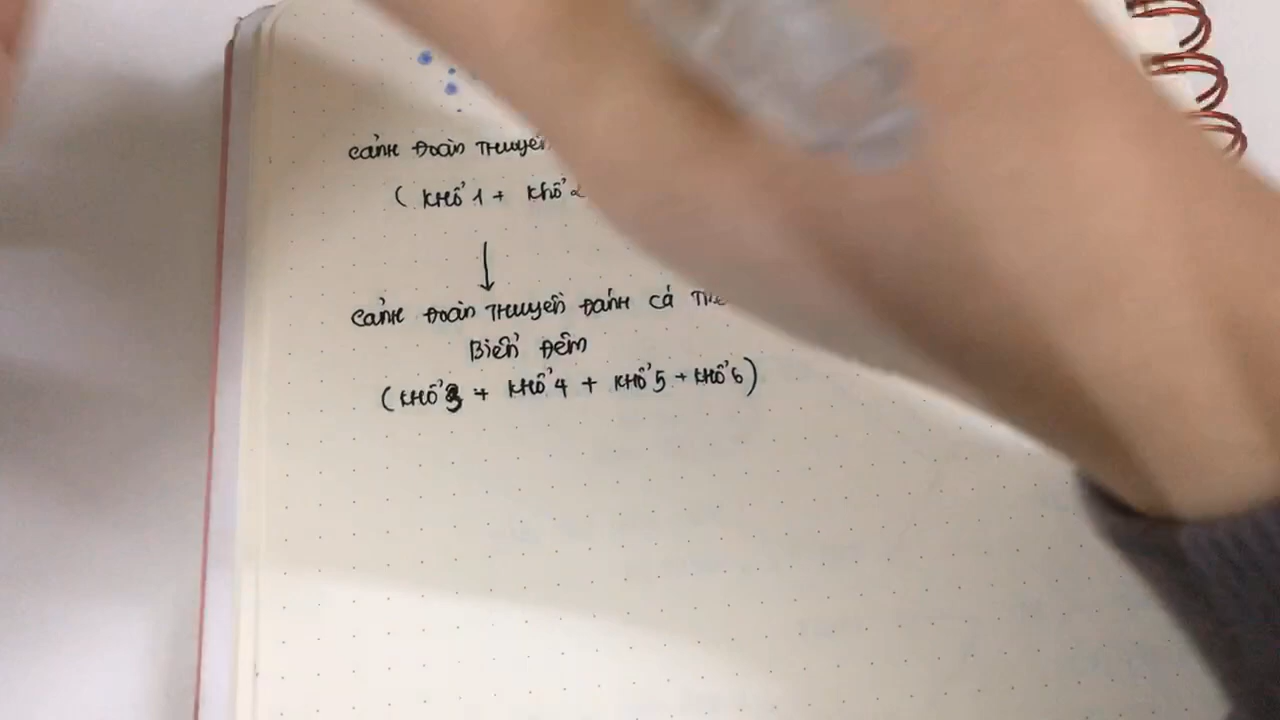 cảnh đoàn thuyền
(khổ 1 + khổ 2
cảnh đoàn thuyền đánh cá
Biển đêm
(khổ 3 + khổ 4 + khổ 5 + khổ 6)